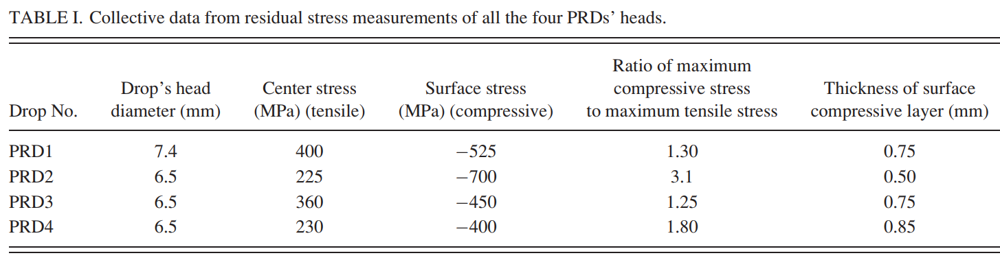 TABLE I. Collective data from residual stress measurements of all the four PRDs’ heads.
Ratio of maximum
Drop’s head Center stress Surface stress compressive stress Thickness of surface
Drop No. diameter (mm) (MPa) (tensile) (MPa) (compressive) to maximum tensile stress compressive layer (mm)
PRD1 7.4 400 −525 1.30 0.75
PRD2 6.5 225 −700 3.1 0.50
PRD3 6.5 360 −450 1.25 0.75
PRD4 6.5 230 −400 1.80 0.85